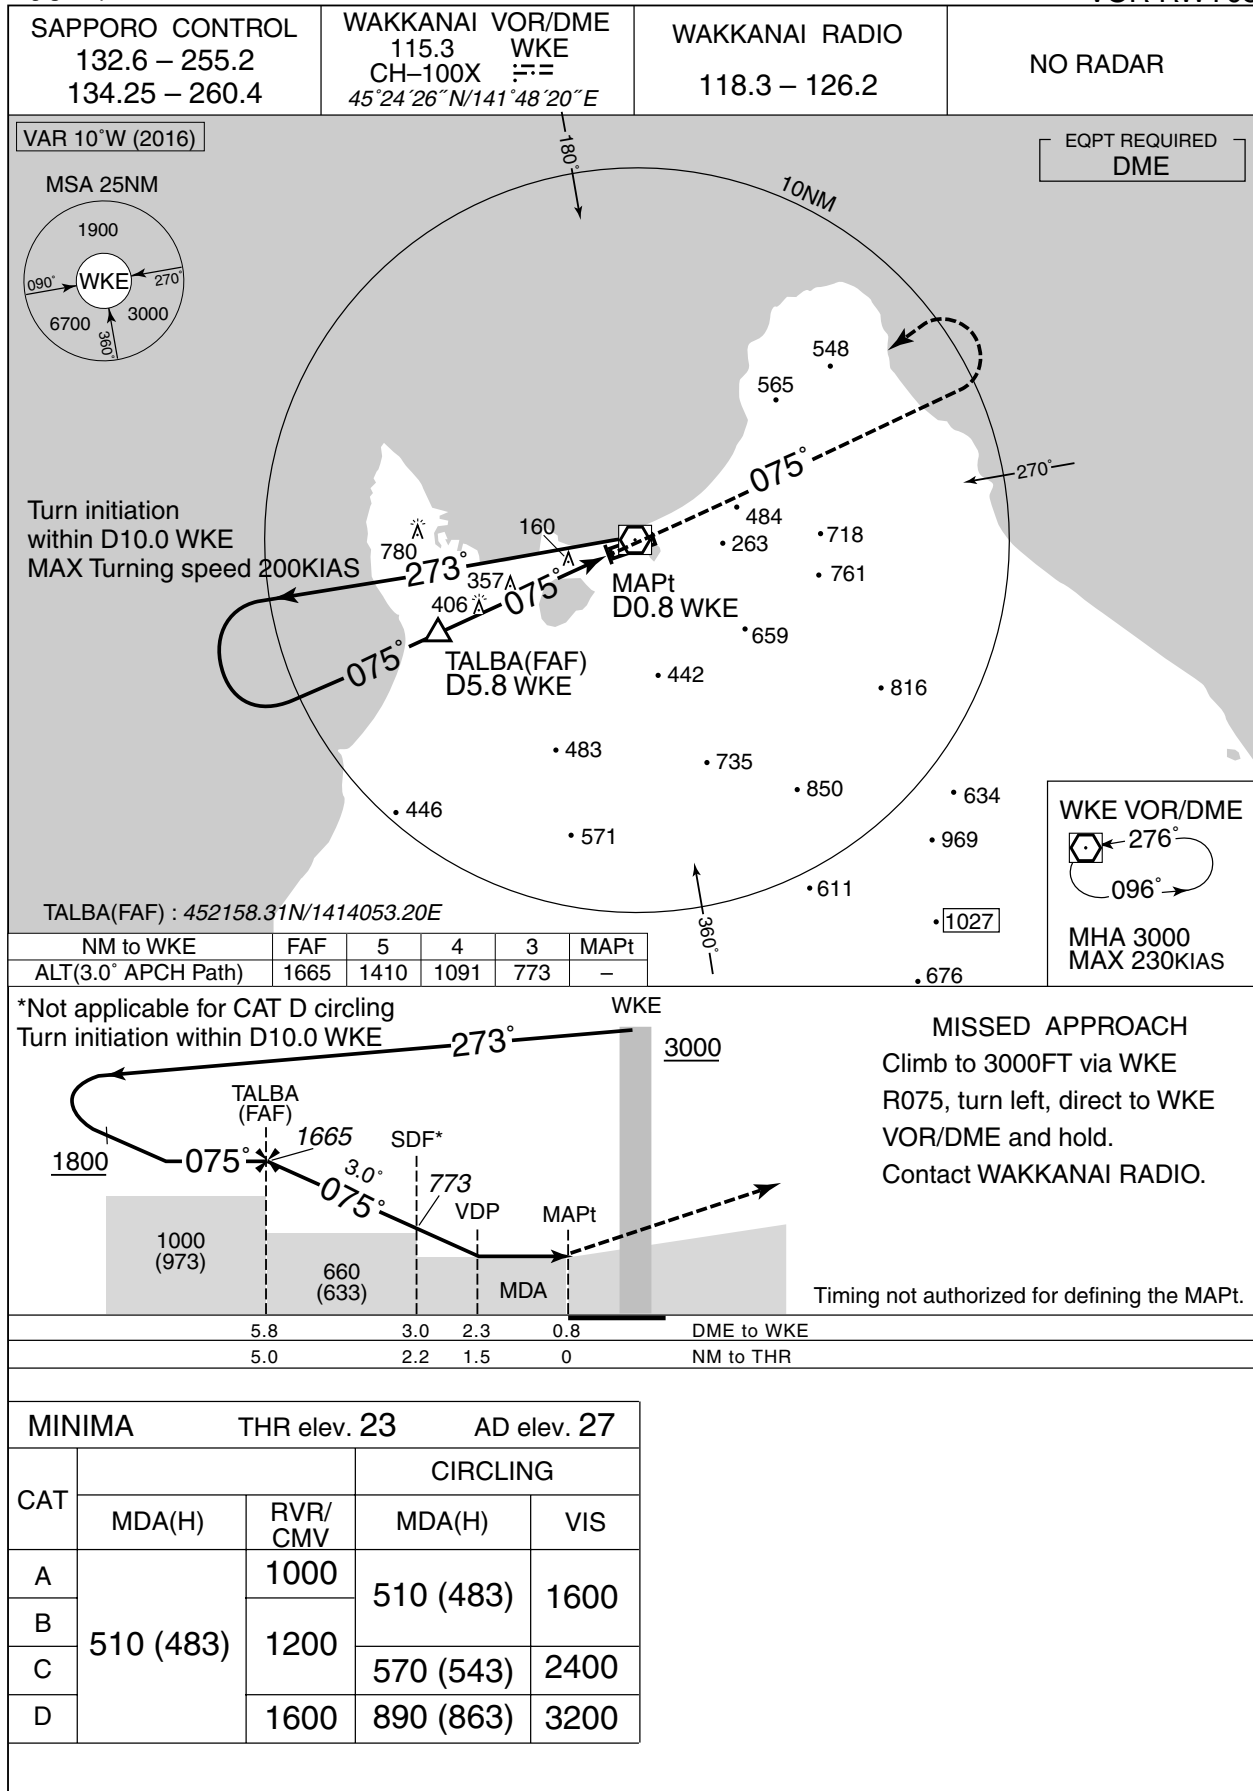 SAPPORO CONTROL
132.6 – 255.2
134.25 – 260.4
WAKKANAI VOR/DME
115.3 WKE
CH–100X
45°24′26″N/141°48′20″E
WAKKANAI RADIO
118.3 – 126.2
NO RADAR
VAR 10°W (2016)
EQPT REQUIRED
DME
MSA 25NM
1900
090°
WKE
270°
6700
3000
360°
180°
10NM
548
565
075°
270°
Turn initiation
within D10.0 WKE
MAX Turning speed 200KIAS
780
160
484
263
718
273°
357
075°
406
MAPt
D0.8 WKE
761
659
075°
TALBA(FAF)
D5.8 WKE
442
816
483
735
850
634
446
571
969
611
1027
676
360°
WKE VOR/DME
276°
096°
MHA 3000
MAX 230KIAS
TALBA(FAF) : 452158.31N/1414053.20E
NM to WKE FAF 5 4 3 MAPt
ALT(3.0° APCH Path) 1665 1410 1091 773 –
*Not applicable for CAT D circling
Turn initiation within D10.0 WKE
273°
WKE
3000
TALBA
(FAF)
1665
SDF*
1800
075°
3.0°
075°
773
VDP
MAPt
1000
(973)
660
(633)
MDA
MISSED APPROACH
Climb to 3000FT via WKE
R075, turn left, direct to WKE
VOR/DME and hold.
Contact WAKKANAI RADIO.
Timing not authorized for defining the MAPt.
5.8 3.0 2.3 0.8 DME to WKE
5.0 2.2 1.5 0 NM to THR
MINIMA THR elev. 23 AD elev. 27
CAT
CIRCLING
MDA(H) RVR/CMV MDA(H) VIS
A 510 (483) 1000 510 (483) 1600
B 1200
C 570 (543) 2400
D 1600 890 (863) 3200